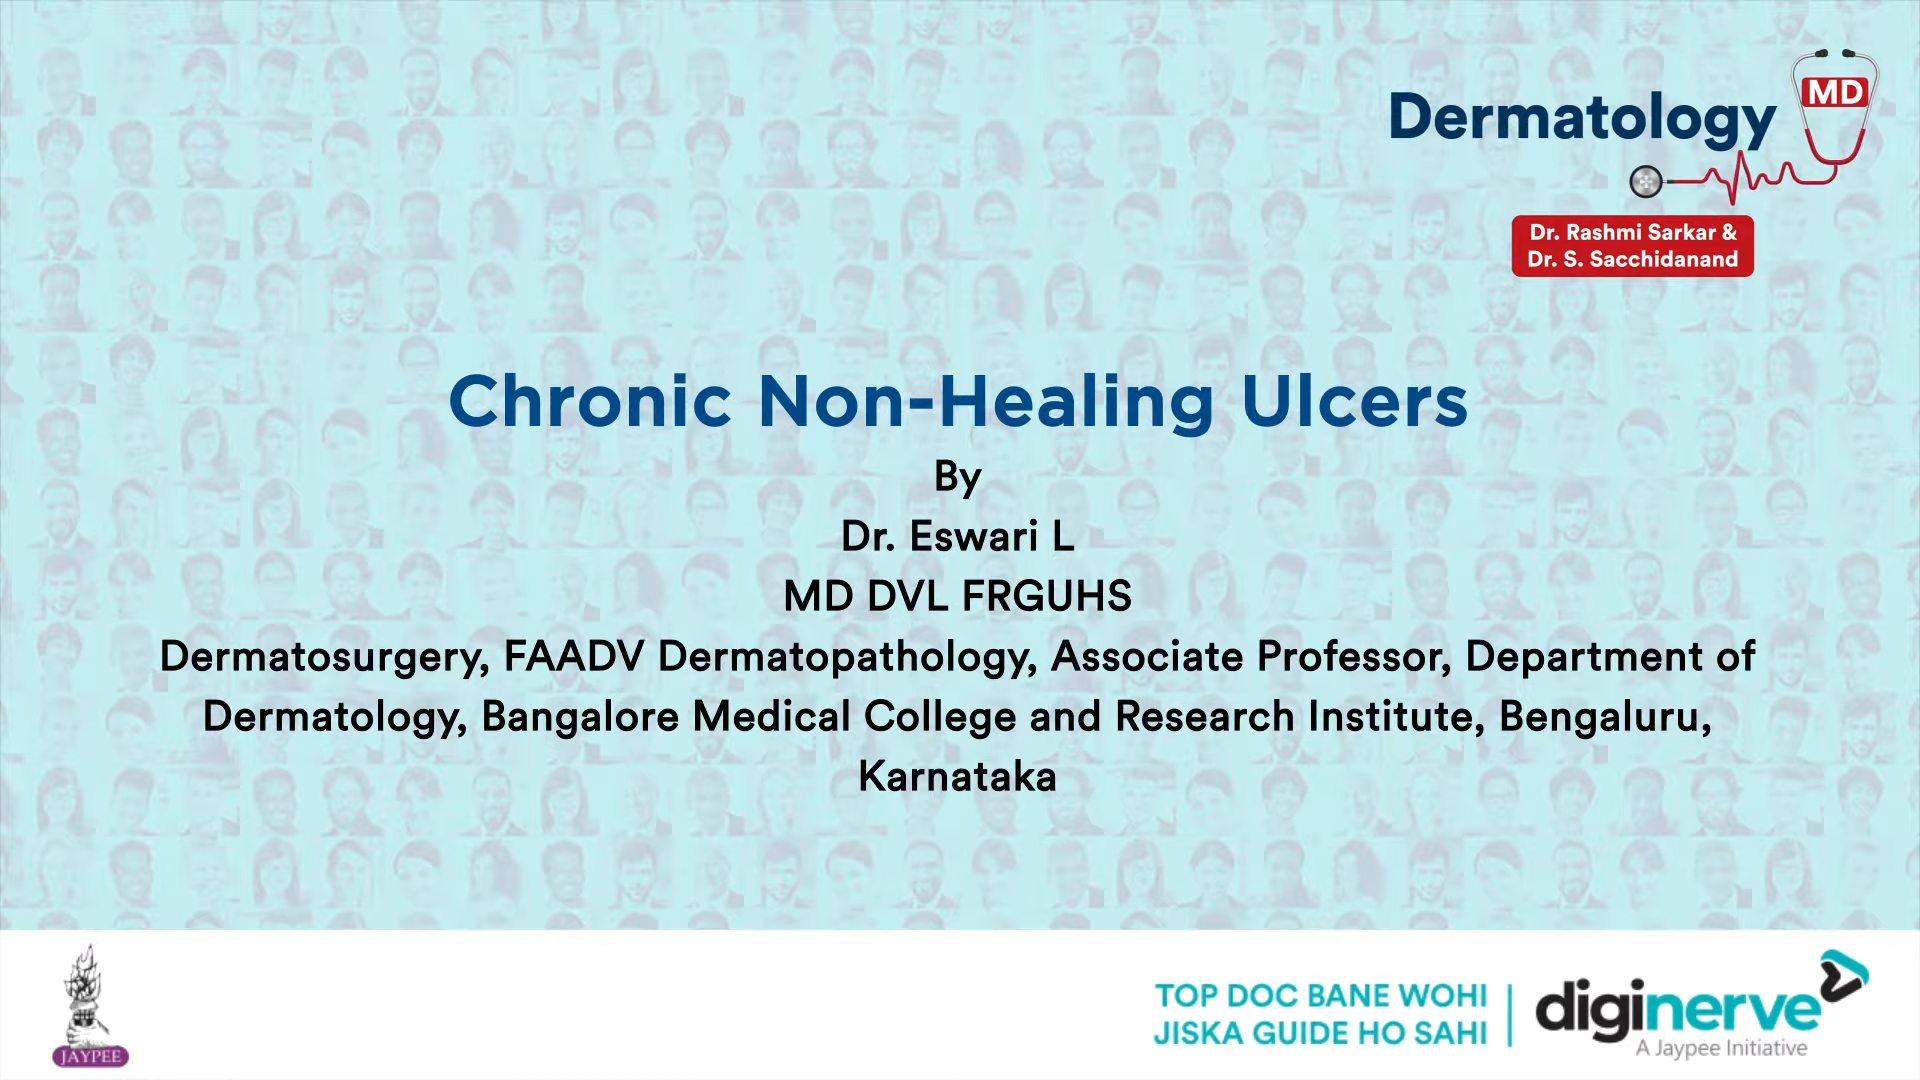 Dermatology MD
Dr. Rashmi Sarkar &
Dr. S. Sacchidanand
Chronic Non-Healing Ulcers
By
Dr. Eswari L
MD DVL FRGUHS
Dermatosurgery, FAADV Dermatopathology, Associate Professor, Department of
Dermatology, Bangalore Medical College and Research Institute, Bengaluru,
Karnataka
JAYPEE
TOP DOC BANE WOHI
JISKA GUIDE HO SAHI
diginerve
A Jaypee Initiative